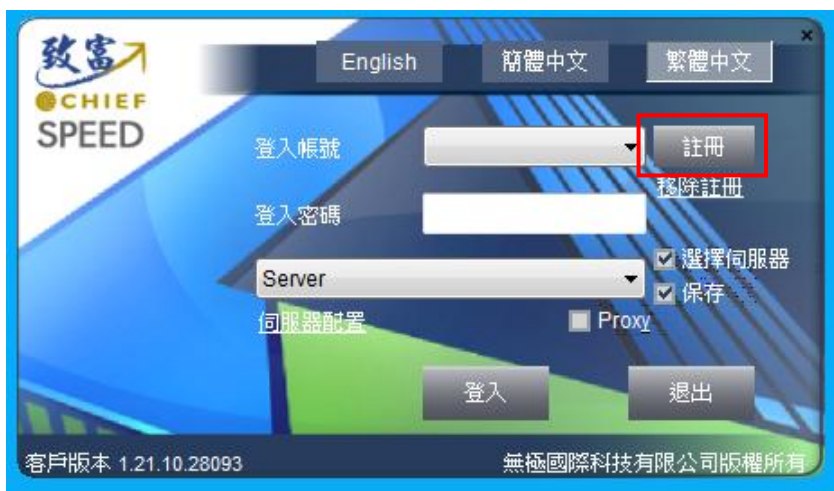 致富
CHIEF
SPEED
English 简體中文 繁體中文
×
登入帳號 註冊
移除註冊
登入密碼
Server
選擇伺服器
保存
伺服器配置 Proxy
登入 退出
客戶版本 1.21.10.28093 無極國際科技有限公司版權所有